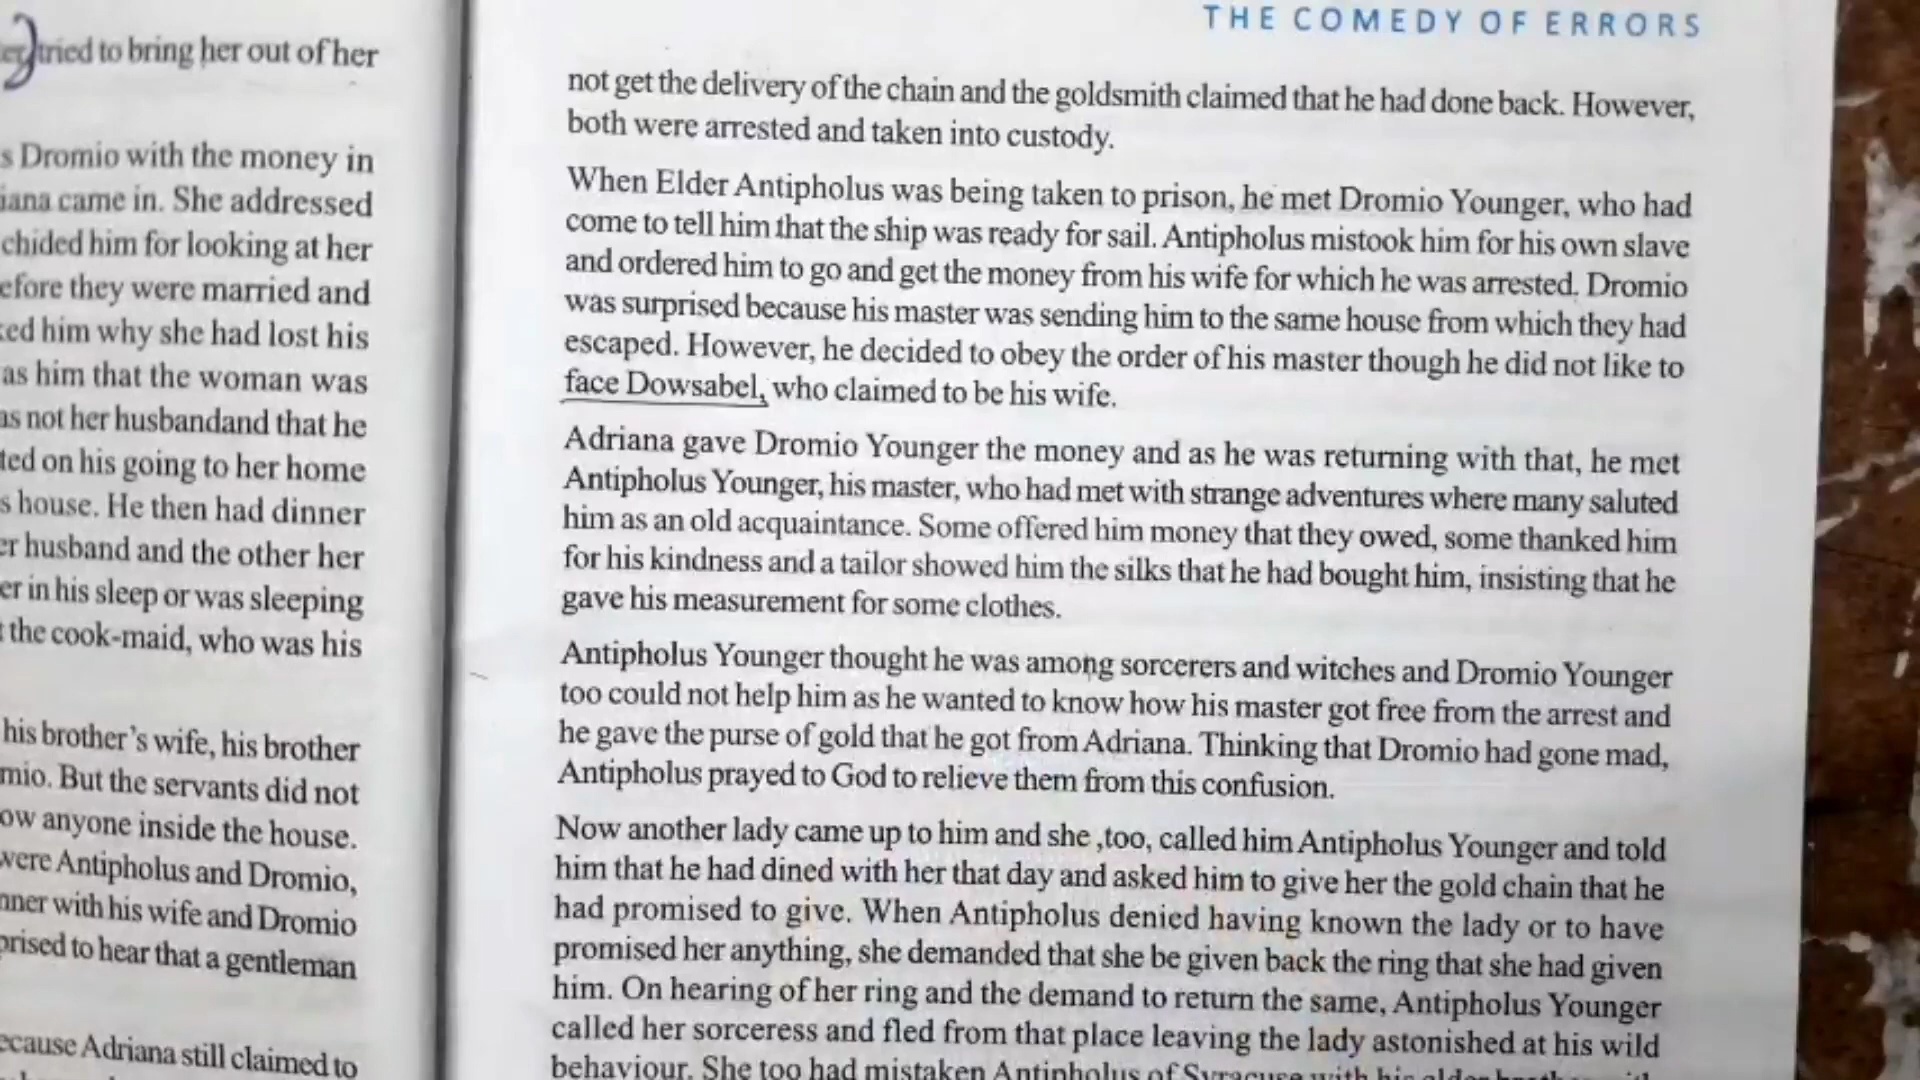 tried to bring her out of her
s Dromio with the money in
iana came in. She addressed
chided him for looking at her
efore they were married and
ked him why she had lost his
as him that the woman was
as not her husbandand that he
ted on his going to her home
s house. He then had dinner
er husband and the other her
er in his sleep or was sleeping
the cook-maid, who was his
his brother's wife, his brother
mio. But the servants did not
ow anyone inside the house.
were Antipholus and Dromio,
nner with his wife and Dromio
prised to hear that a gentleman
ecause Adriana still claimed to
THE COMEDY OF ERRORS
not get the delivery of the chain and the goldsmith claimed that he had done back. However,
both were arrested and taken into custody.
When Elder Antipholus was being taken to prison, he met Dromio Younger, who had
come to tell him that the ship was ready for sail. Antipholus mistook him for his own slave
and ordered him to go and get the money from his wife for which he was arrested. Dromio
was surprised because his master was sending him to the same house from which they had
escaped. However, he decided to obey the order of his master though he did not like to
face Dowsabel, who claimed to be his wife.
Adriana gave Dromio Younger the money and as he was returning with that, he met
Antipholus Younger, his master, who had met with strange adventures where many saluted
him as an old acquaintance. Some offered him money that they owed, some thanked him
for his kindness and a tailor showed him the silks that he had bought him, insisting that he
gave his measurement for some clothes.
Antipholus Younger thought he was among sorcerers and witches and Dromio Younger
too could not help him as he wanted to know how his master got free from the arrest and
he gave the purse of gold that he got from Adriana. Thinking that Dromio had gone mad,
Antipholus prayed to God to relieve them from this confusion.
Now another lady came up to him and she ,too, called him Antipholus Younger and told
him that he had dined with her that day and asked him to give her the gold chain that he
had promised to give. When Antipholus denied having known the lady or to have
promised her anything, she demanded that she be given back the ring that she had given
him. On hearing of her ring and the demand to return the same, Antipholus Younger
called her sorceress and fled from that place leaving the lady astonished at his wild
behaviour. She too had mistaken Antipholus of Syracuse with his elder